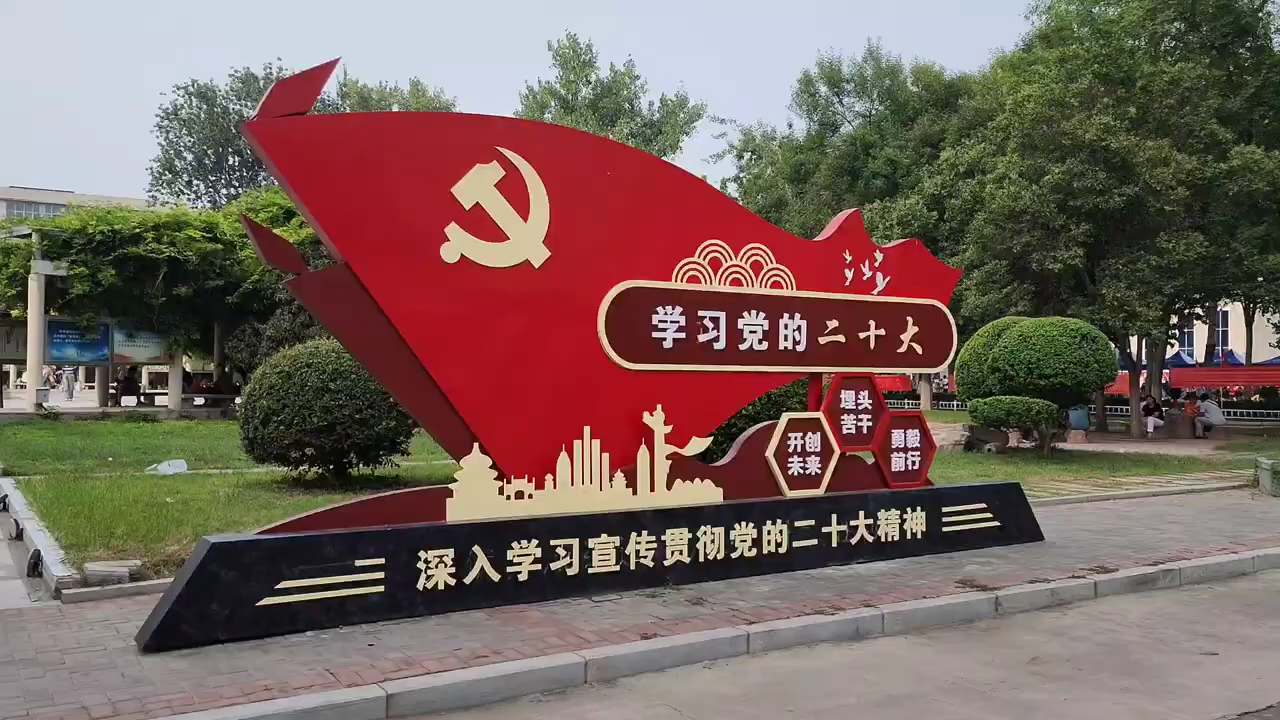 学习党的二十大
埋头
苦干
开创
未来
勇毅
前行
深入学习宣传贯彻党的二十大精神